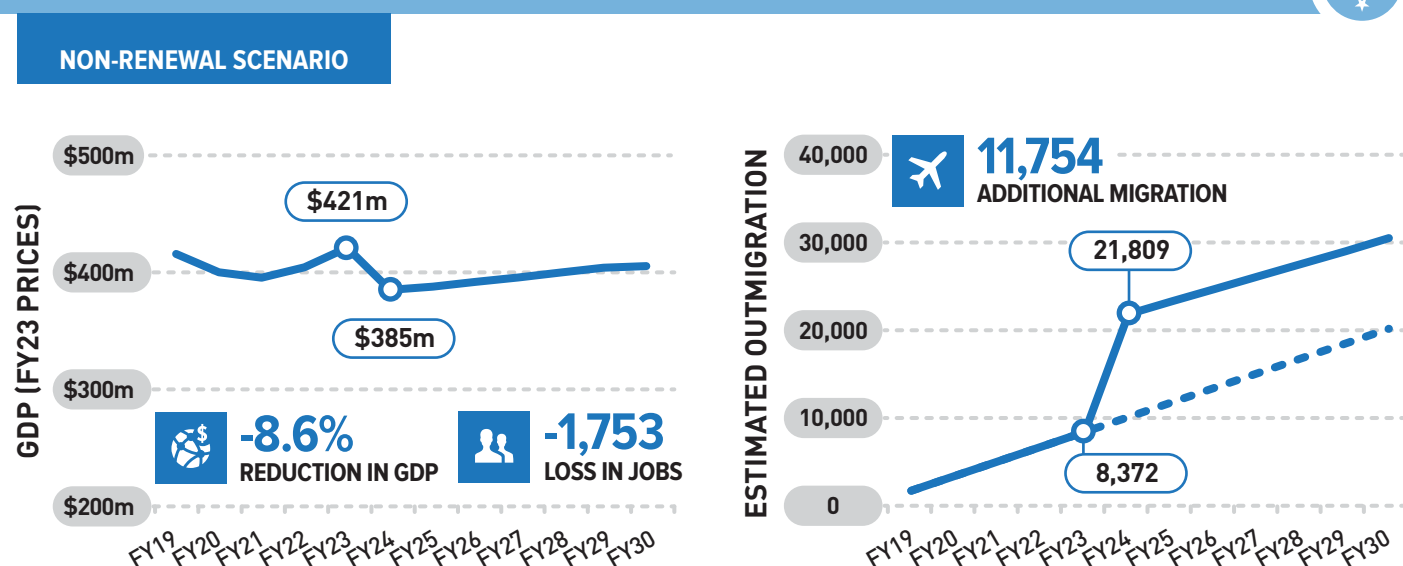 NON-RENEWAL SCENARIO
GDP (FY23 PRICES)
$500m
$400m
$300m
$200m
$421m
$385m
$
-8.6%
REDUCTION IN GDP
-1,753
LOSS IN JOBS
FY19 FY20 FY21 FY22 FY23 FY24 FY25 FY26 FY27 FY28 FY29 FY30
ESTIMATED OUTMIGRATION
40,000
30,000
20,000
10,000
0
11,754
ADDITIONAL MIGRATION
21,809
8,372
FY19 FY20 FY21 FY22 FY23 FY24 FY25 FY26 FY27 FY28 FY29 FY30